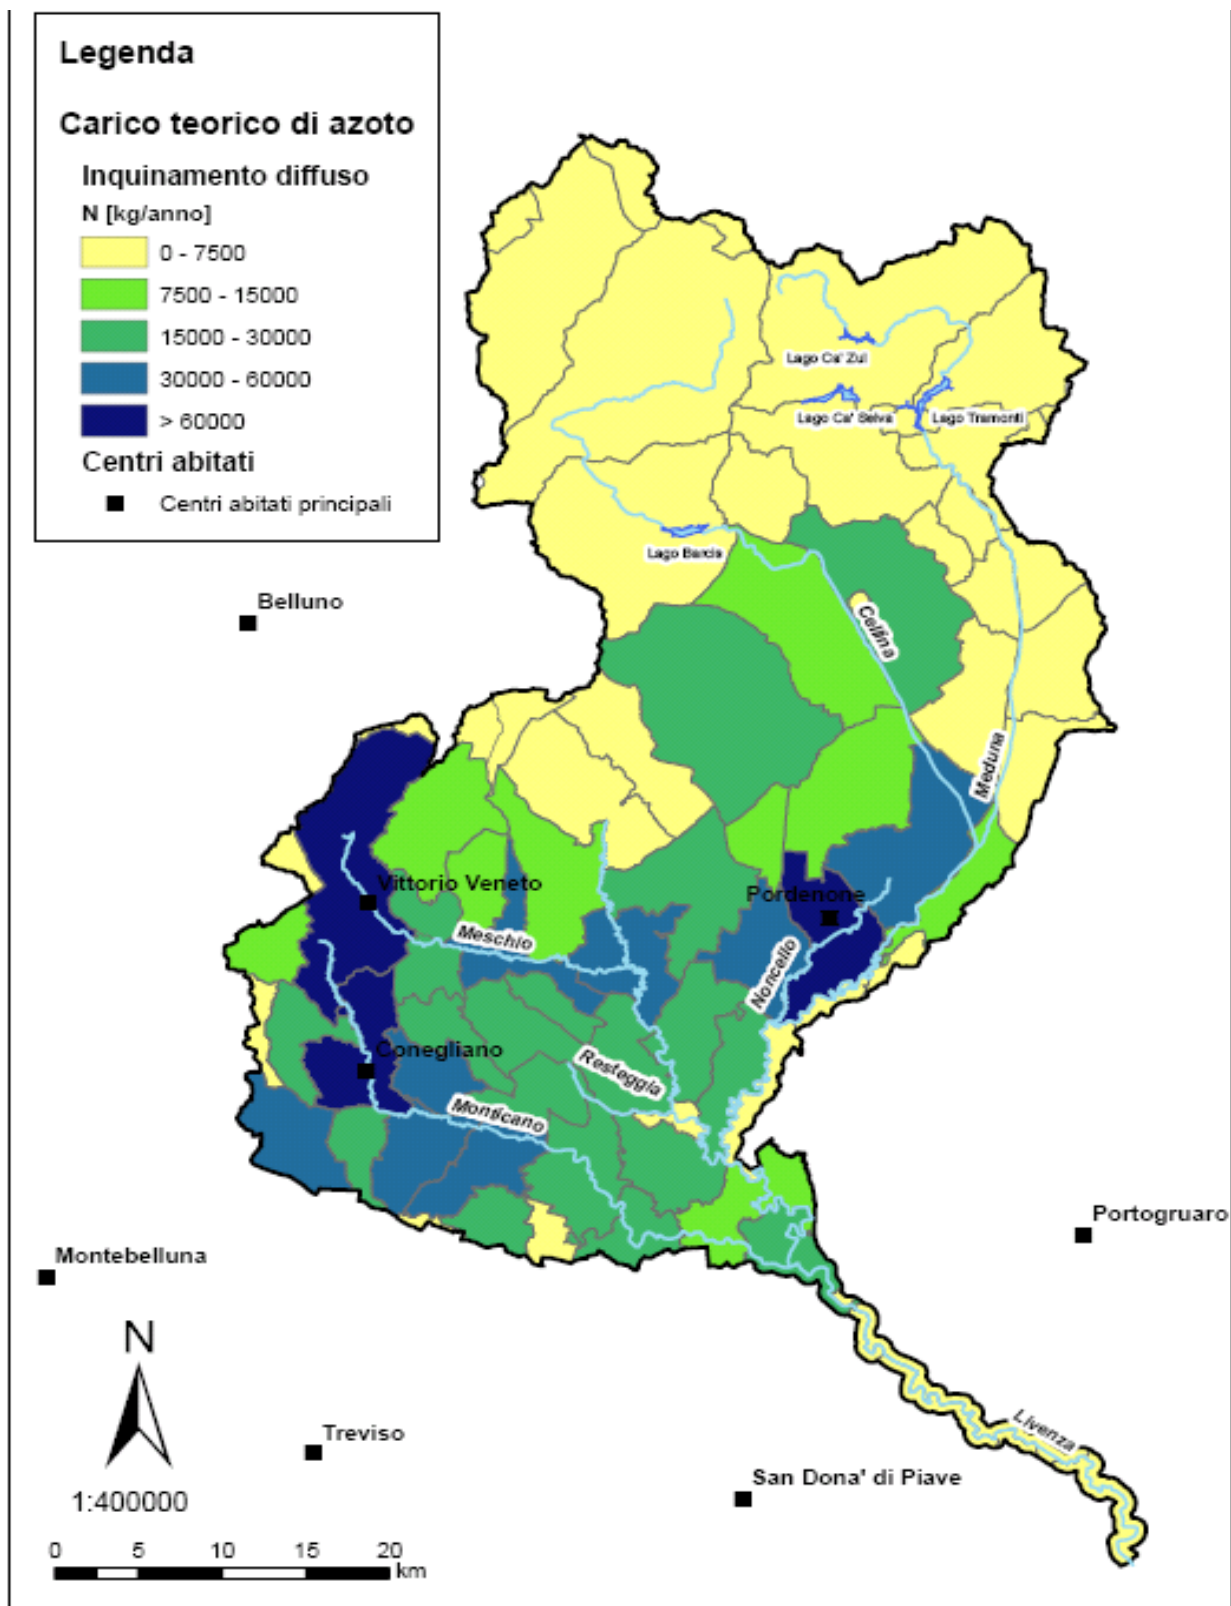 Legenda
Carico teorico di azoto
Inquinamento diffuso
N [kg/anno]
0 - 7500
7500 - 15000
15000 - 30000
30000 - 60000
> 60000
Centri abitati
Centri abitati principali
Lago Ca' Zul
Lago Ca' Selva
Lago Tramonti
Lago Barcis
Belluno
Cellina
Meduna
Vittorio Veneto
Pordenone
Meschio
Noncello
Conegliano
Resteggia
Monticano
Portogruaro
Montebelluna
N
Livenza
Treviso
San Dona' di Piave
1:400000
0 5 10 15 20
km